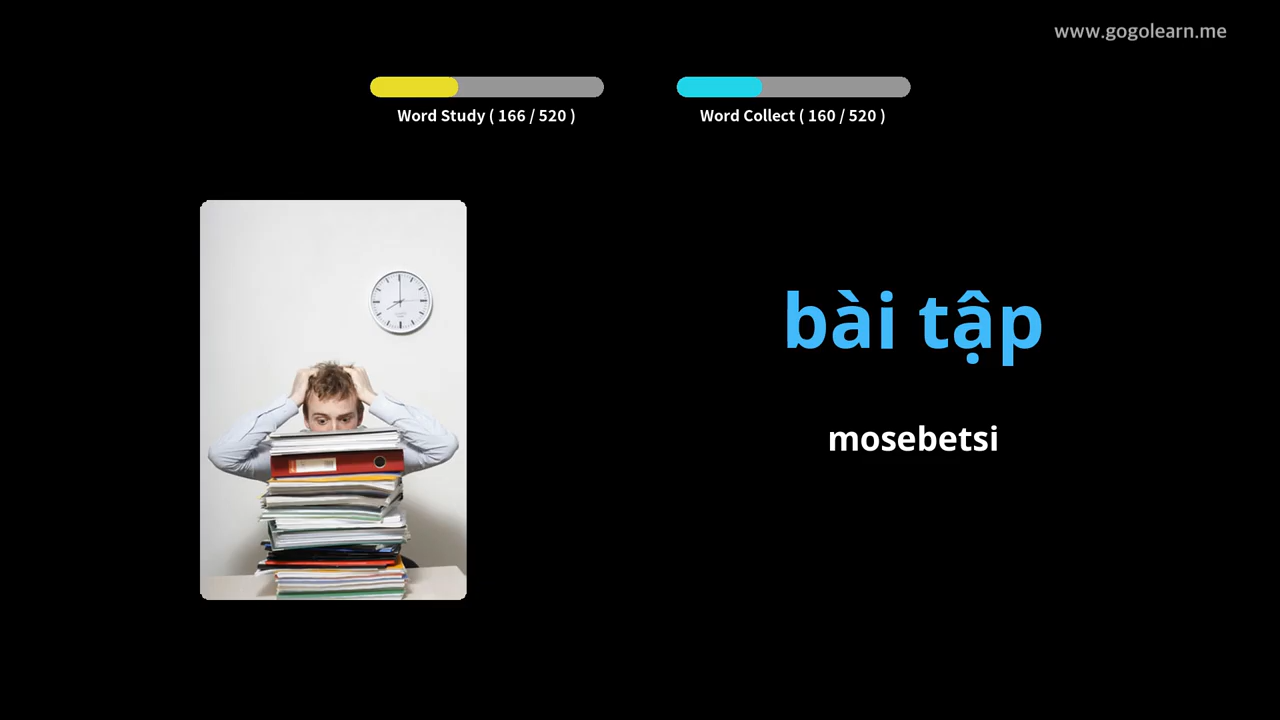 www.gogolearn.me
Word Study ( 166 / 520 )
Word Collect ( 160 / 520 )
bài tập
mosebetsi